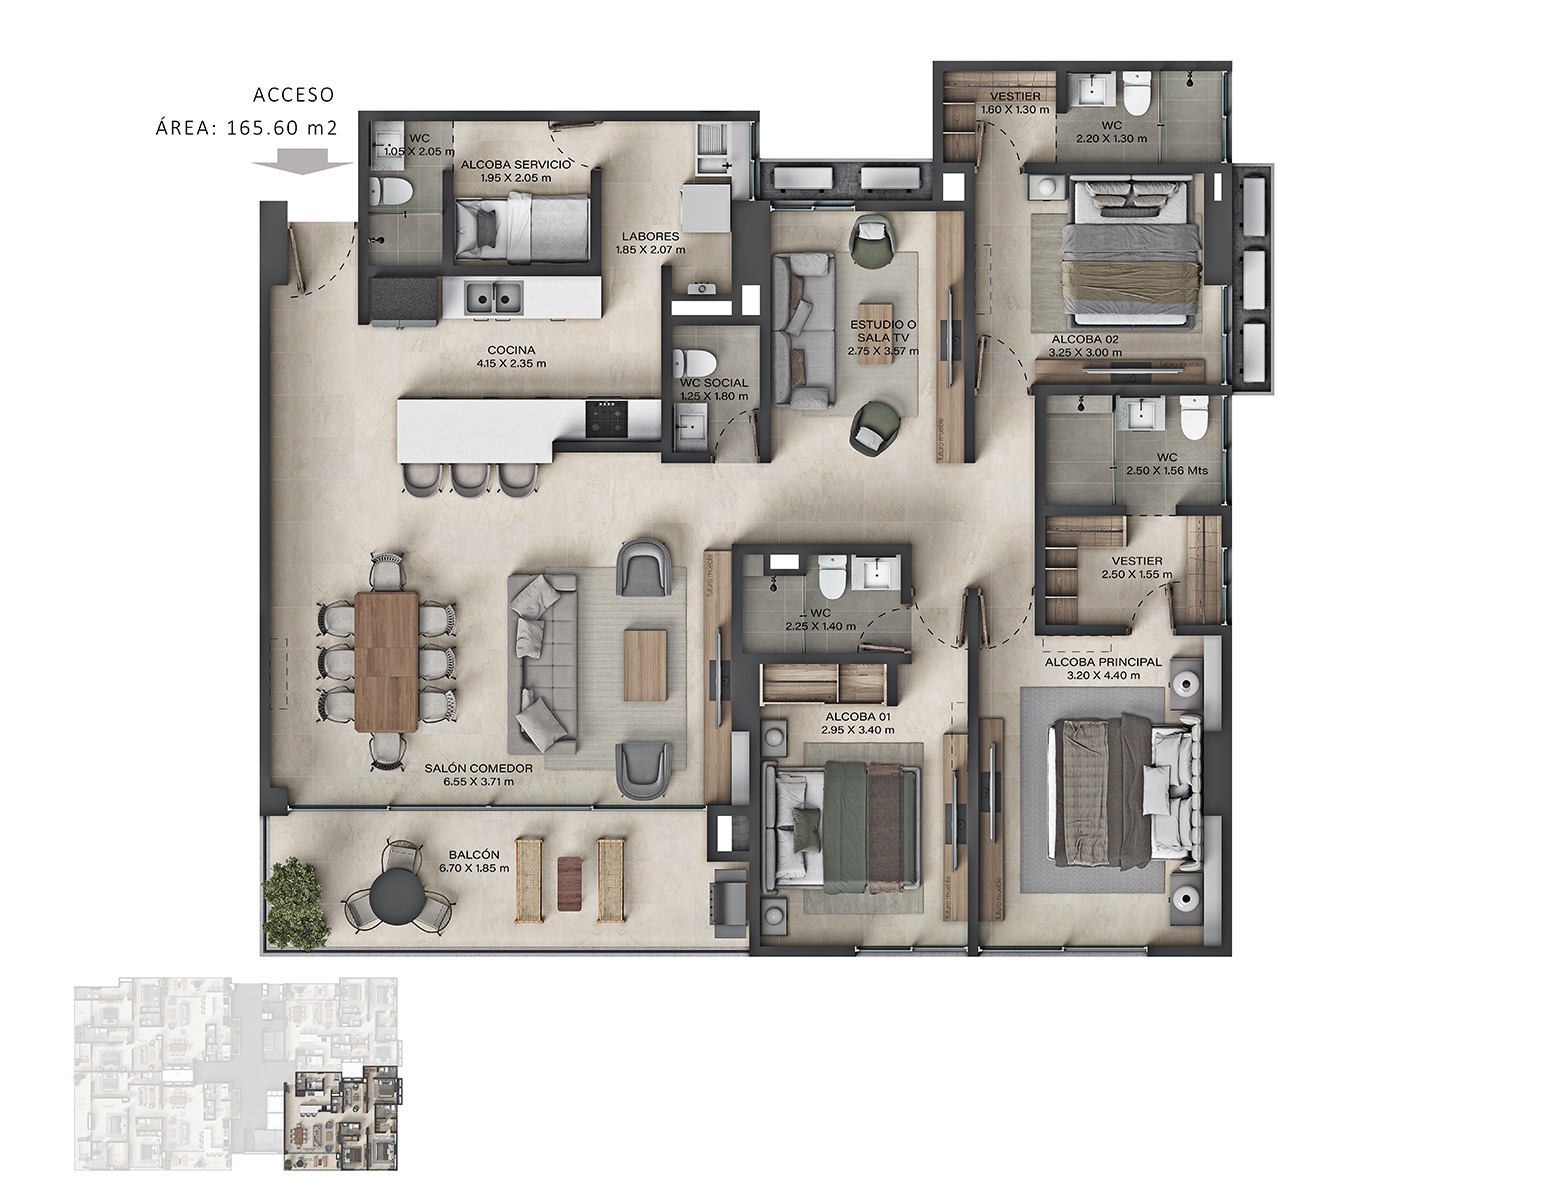 ACCESO
ÁREA: 165.60 m2
WC
1.05 X 2.05 m
ALCOBA SERVICIO
1.95 X 2.05 m
LABORES
1.85 X 2.07 m
VESTIER
1.60 X 1.30 m
WC
2.20 X 1.30 m
COCINA
4.15 X 2.35 m
WC SOCIAL
1.25 X 1.80 m
ESTUDIO O
SALA TV
2.75 X 3.57 m
futuro mueble
ALCOBA 02
3.25 X 3.00 m
futuro mueble
WC
2.50 X 1.56 Mts
VESTIER
2.50 X 1.55 m
WC
2.25 X 1.40 m
futuro mueble
ALCOBA PRINCIPAL
3.20 X 4.40 m
ALCOBA 01
2.95 X 3.40 m
SALÓN COMEDOR
6.55 X 3.71 m
BALCÓN
6.70 X 1.85 m
futuro mueble
futuro mueble